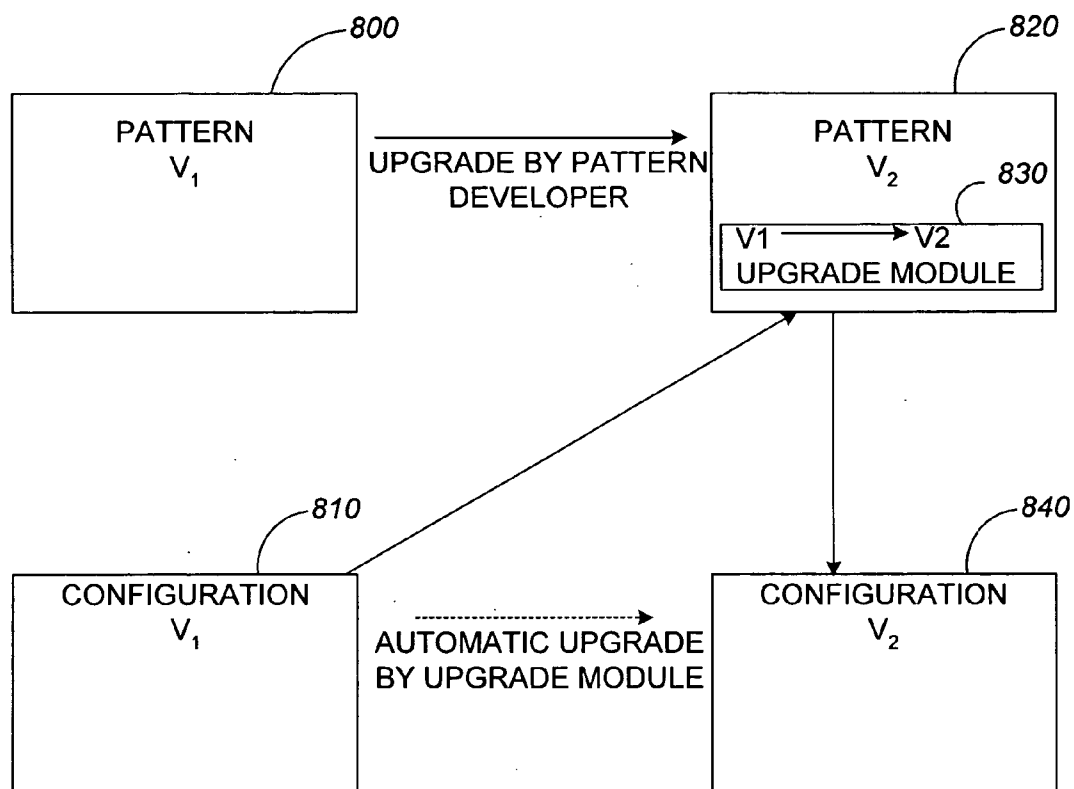 800
820
PATTERN
V₁
UPGRADE BY PATTERN
DEVELOPER
PATTERN
V₂
830
V1 V2
UPGRADE MODULE
810
840
CONFIGURATION
V₁
AUTOMATIC UPGRADE
BY UPGRADE MODULE
CONFIGURATION
V₂